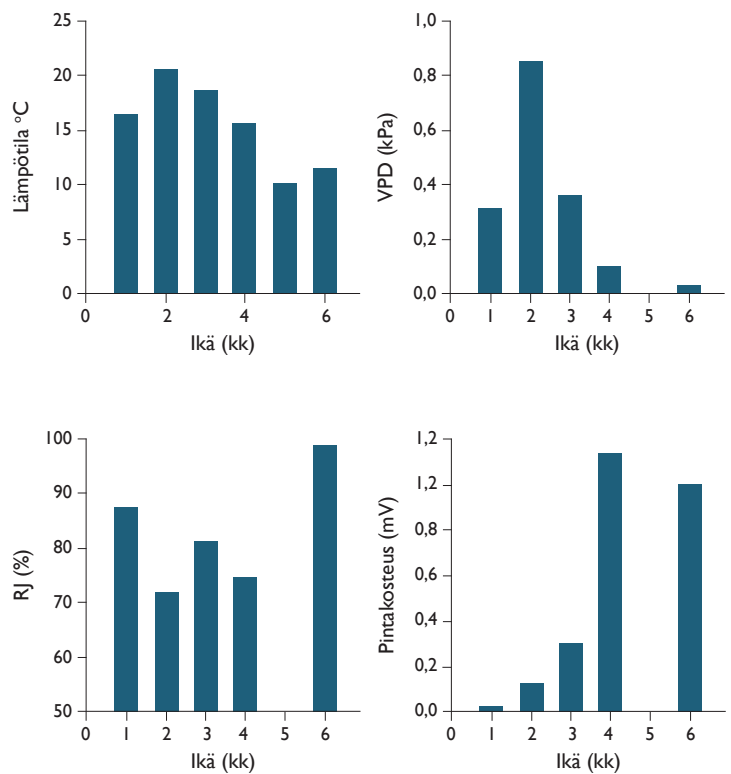 Lämpötila °C
25
20
15
10
5
0
0 2 4 6
Ikä (kk)
VPD (kPa)
1,0
0,8
0,6
0,4
0,2
0,0
0 1 2 3 4 5 6
Ikä (kk)
RJ (%)
100
90
80
70
60
50
0 1 2 3 4 5 6
Ikä (kk)
Pintakosteus (mV)
1,2
1,2
0,8
0,6
0,4
0,2
0,0
0 1 2 3 4 5 6
Ikä (kk)